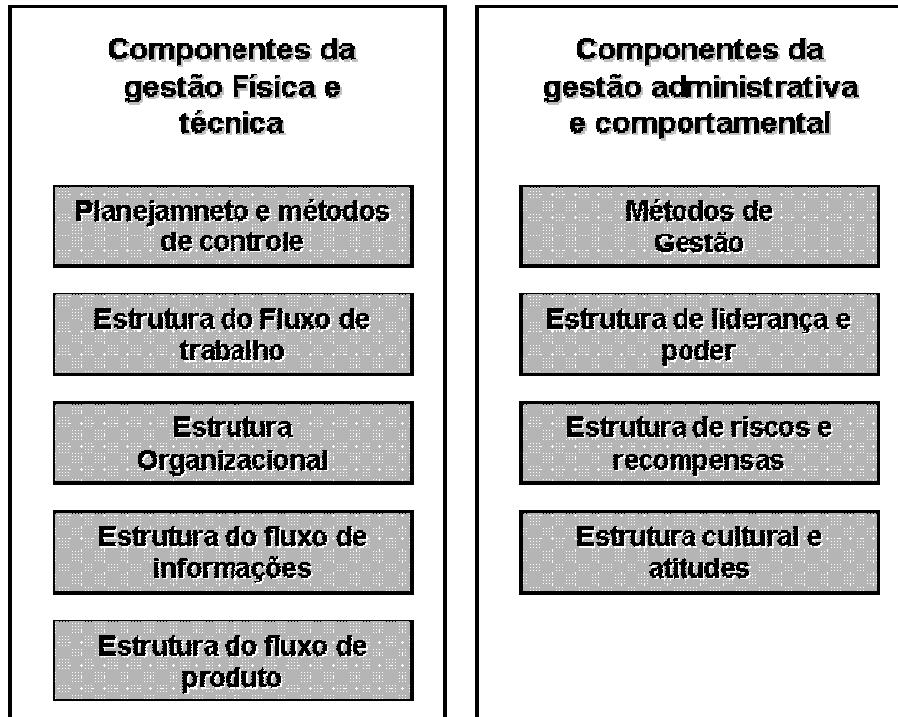 Componentes da
gestão Física e
técnica
Planejamneto e métodos
de controle
Estrutura do Fluxo de
trabalho
Estrutura
Organizacional
Estrutura do fluxo de
informações
Estrutura do fluxo de
produto
Componentes da
gestão administrativa
e comportamental
Métodos de
Gestão
Estrutura de liderança e
poder
Estrutura de riscos e
recompensas
Estrutura cultural e
atitudes